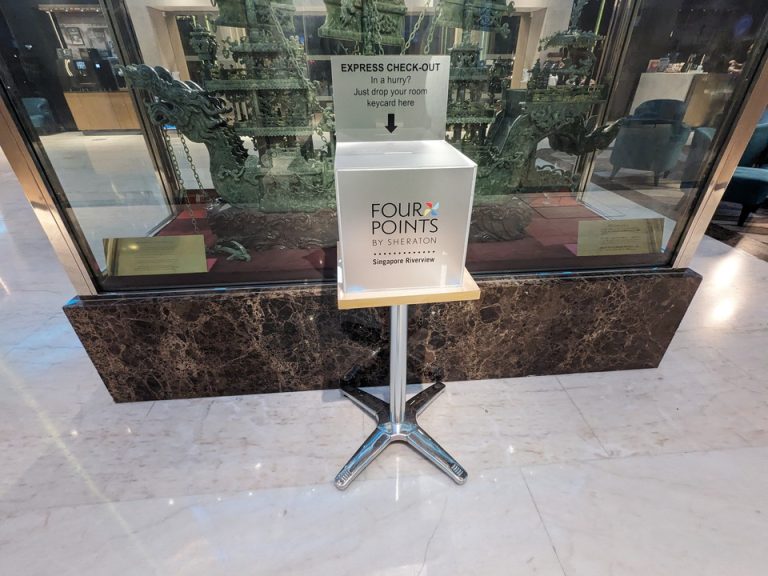 EXPRESS CHECK-OUT
In a hurry?
Just drop your room
keycard here
FOUR
POINTS
BY SHERATON
Singapore Riverview